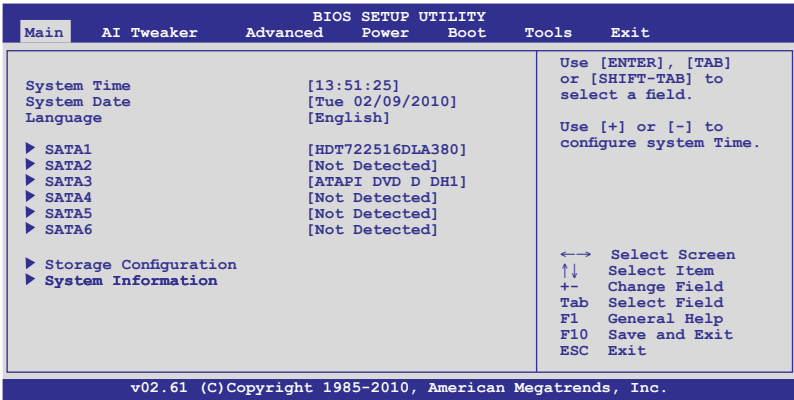 BIOS SETUP UTILITY
Main AI Tweaker Advanced Power Boot Tools Exit
System Time [13:51:25]
System Date [Tue 02/09/2010]
Language [English]
SATA1 [HDT722516DLA380]
SATA2 [Not Detected]
SATA3 [ATAPI DVD D DH1]
SATA4 [Not Detected]
SATA5 [Not Detected]
SATA6 [Not Detected]
Storage Configuration
System Information
Use [ENTER], [TAB]
or [SHIFT-TAB] to
select a field.
Use [+] or [-] to
configure system Time.
←→ Select Screen
↑↓ Select Item
+- Change Field
Tab Select Field
F1 General Help
F10 Save and Exit
ESC Exit
v02.61 (C)Copyright 1985-2010, American Megatrends, Inc.